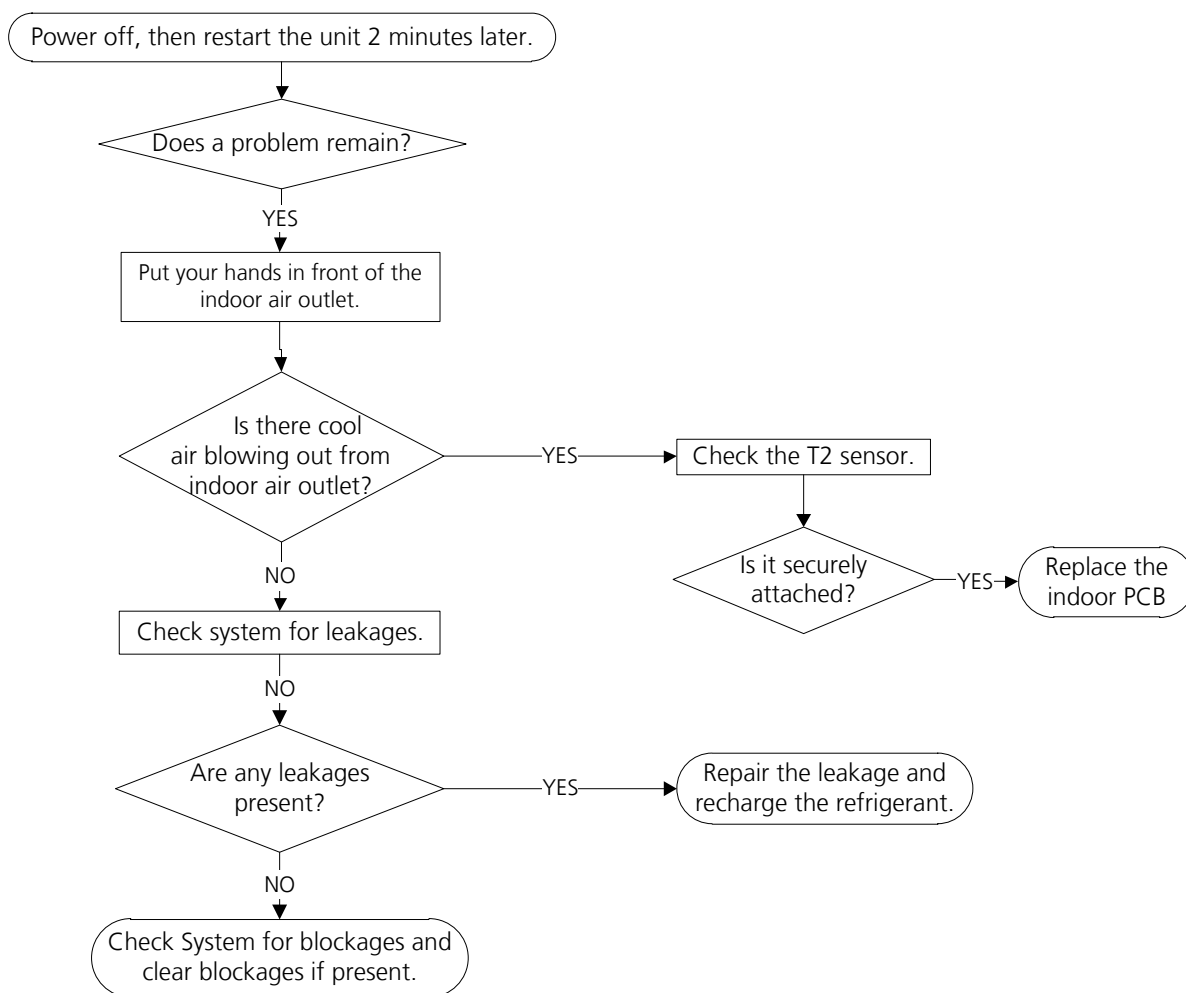 Power off, then restart the unit 2 minutes later.
Does a problem remain?
YES
Put your hands in front of the
indoor air outlet.
Is there cool
air blowing out from
indoor air outlet?
YES
Check the T2 sensor.
Is it securely
attached?
YES
Replace the
indoor PCB
NO
Check system for leakages.
NO
Are any leakages
present?
YES
Repair the leakage and
recharge the refrigerant.
NO
Check System for blockages and
clear blockages if present.